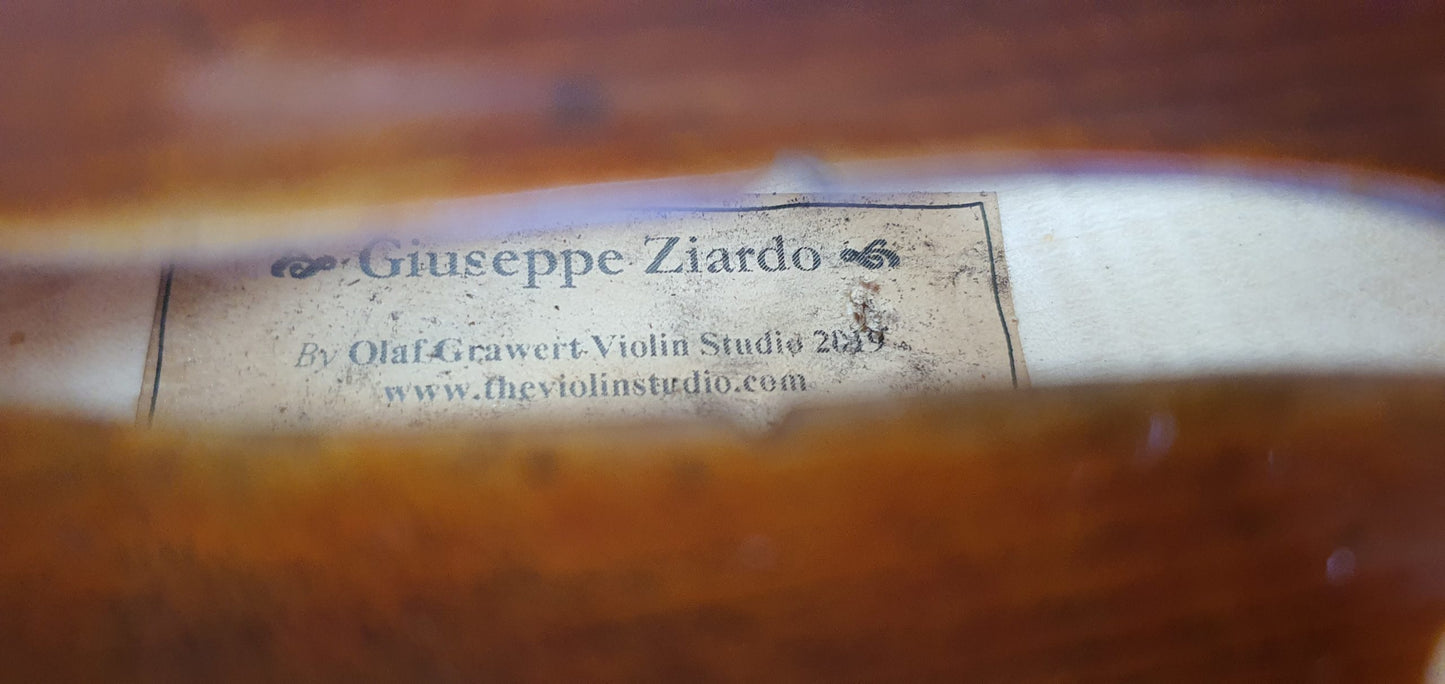 Giuseppe Ziardo
By Olaf Grawert Violin Studio 2019
www.theviolinstudio.com